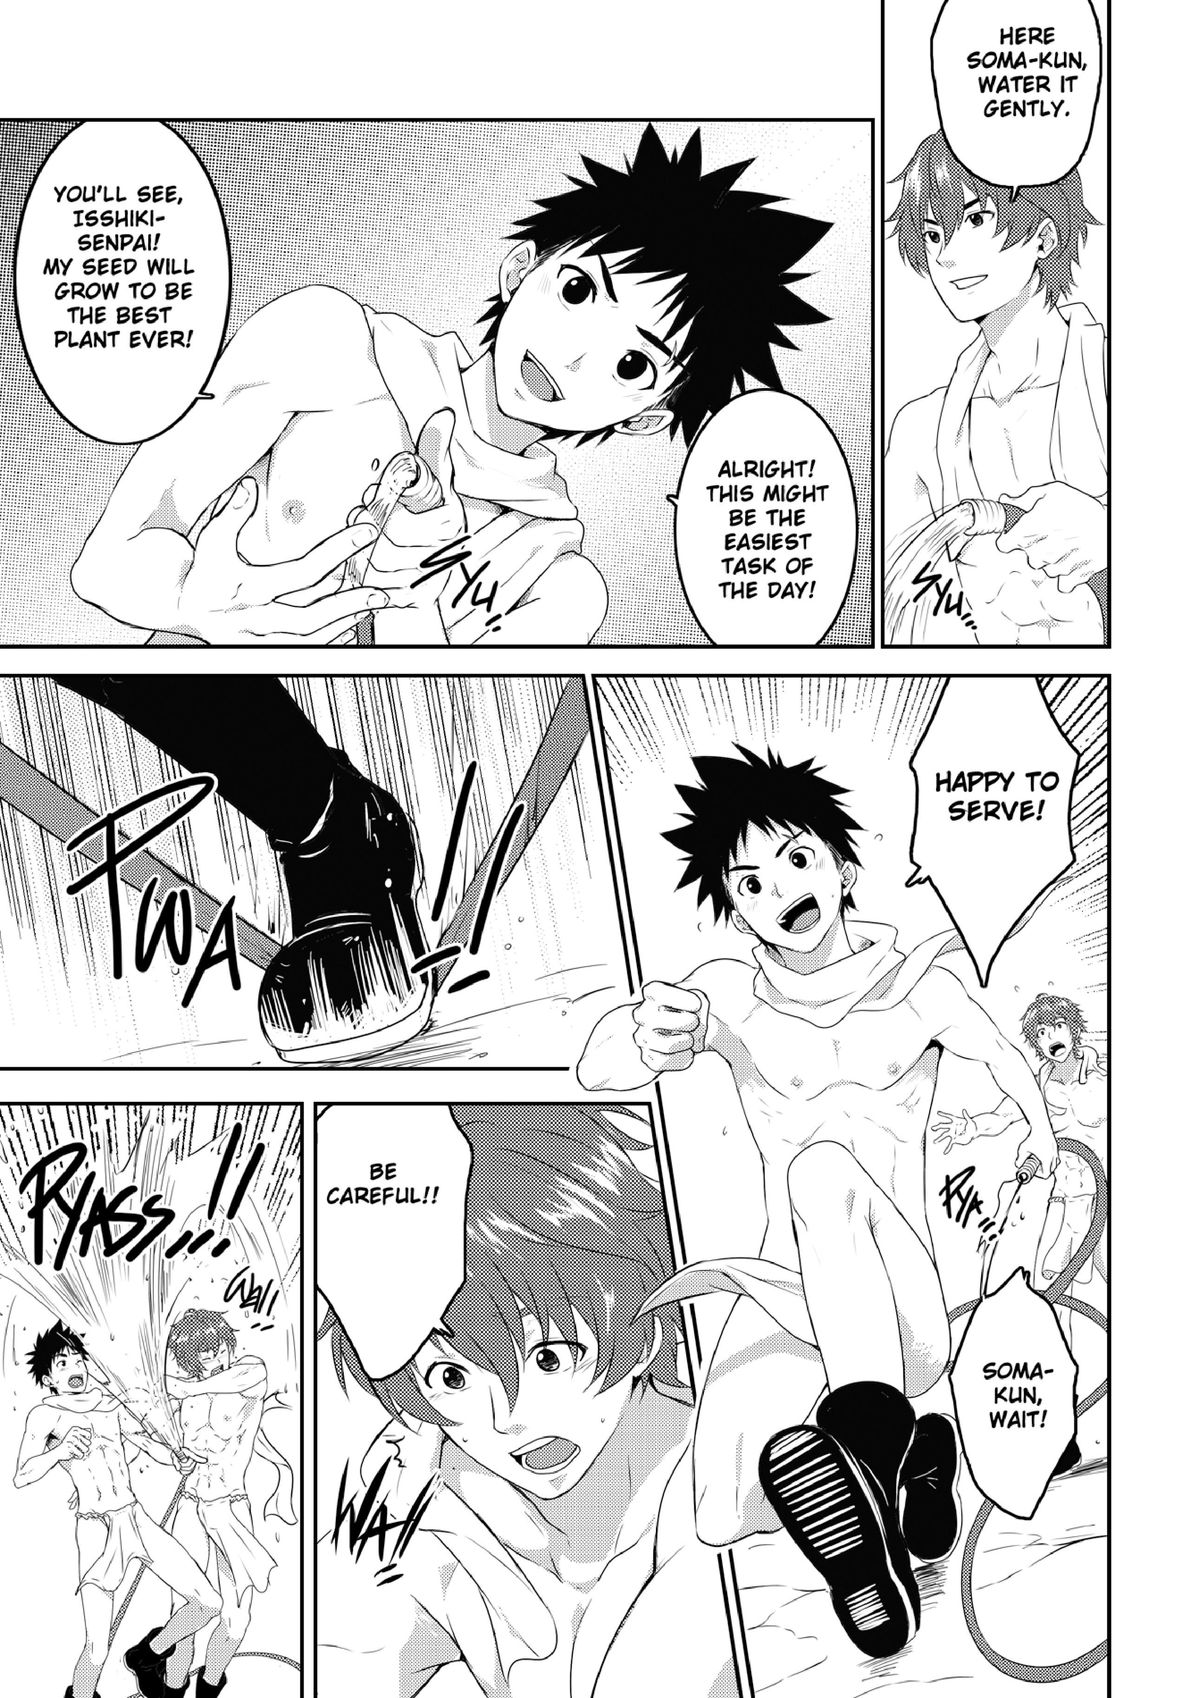 HERE
SOMA-KUN,
WATER IT
GENTLY.
SYU...
ALRIGHT!
THIS MIGHT
BE THE
EASIEST
TASK OF
THE DAY!
YOU'LL SEE,
ISSHIKI-
SENPAI!
MY SEED WILL
GROW TO BE
THE BEST
PLANT EVER!
SYU...
HAPPY TO
SERVE!
PYA...
SOMA-
KUN,
WAIT!
PWA!!
BE
CAREFUL!!
WA!!
PYASS...!!
WA!!